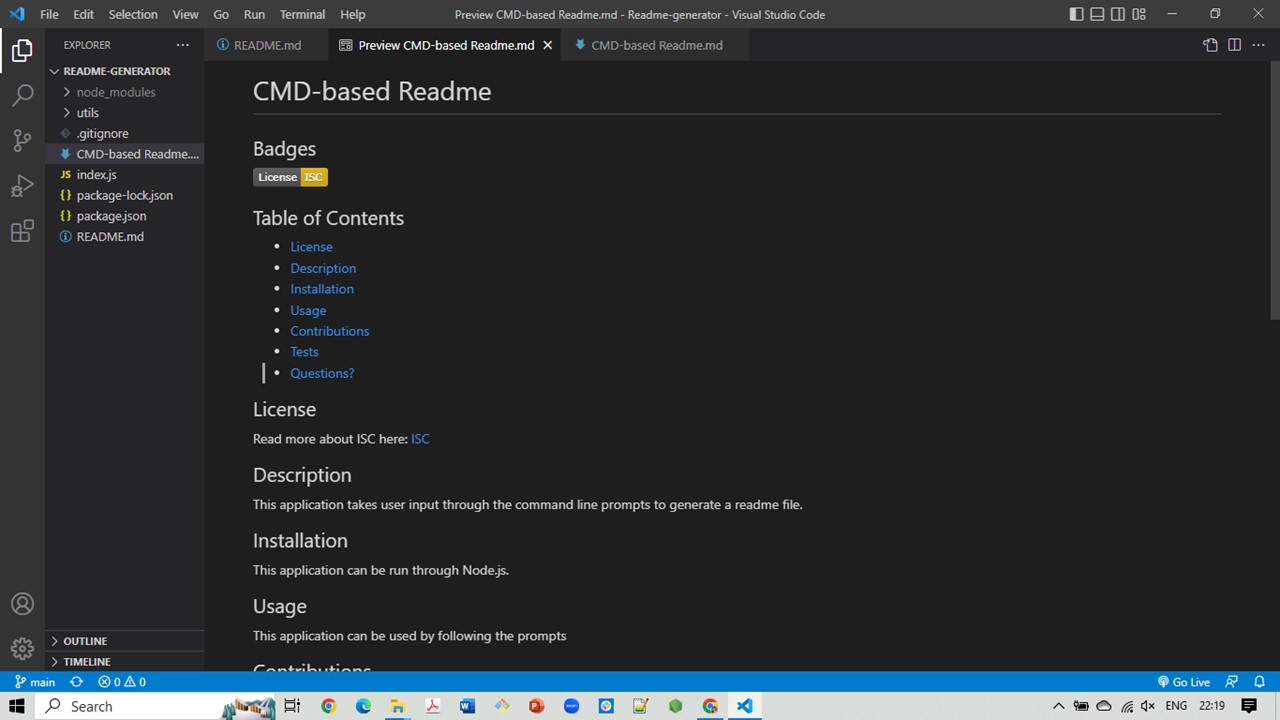 File Edit Selection View Go Run Terminal Help Preview CMD-based Readme.md - Readme-generator - Visual Studio Code
EXPLORER ··· README.md Preview CMD-based Readme.md CMD-based Readme.md ···
README-GENERATOR
node_modules
utils
.gitignore
CMD-based Readme....
JS index.js
{} package-lock.json
{} package.json
README.md
OUTLINE
TIMELINE
CMD-based Readme
Badges
License ISC
Table of Contents
• License
• Description
• Installation
• Usage
• Contributions
• Tests
• Questions?
License
Read more about ISC here: ISC
Description
This application takes user input through the command line prompts to generate a readme file.
Installation
This application can be run through Node.js.
Usage
This application can be used by following the prompts
Contributions
main 0 0 Go Live
Search ENG 22:19